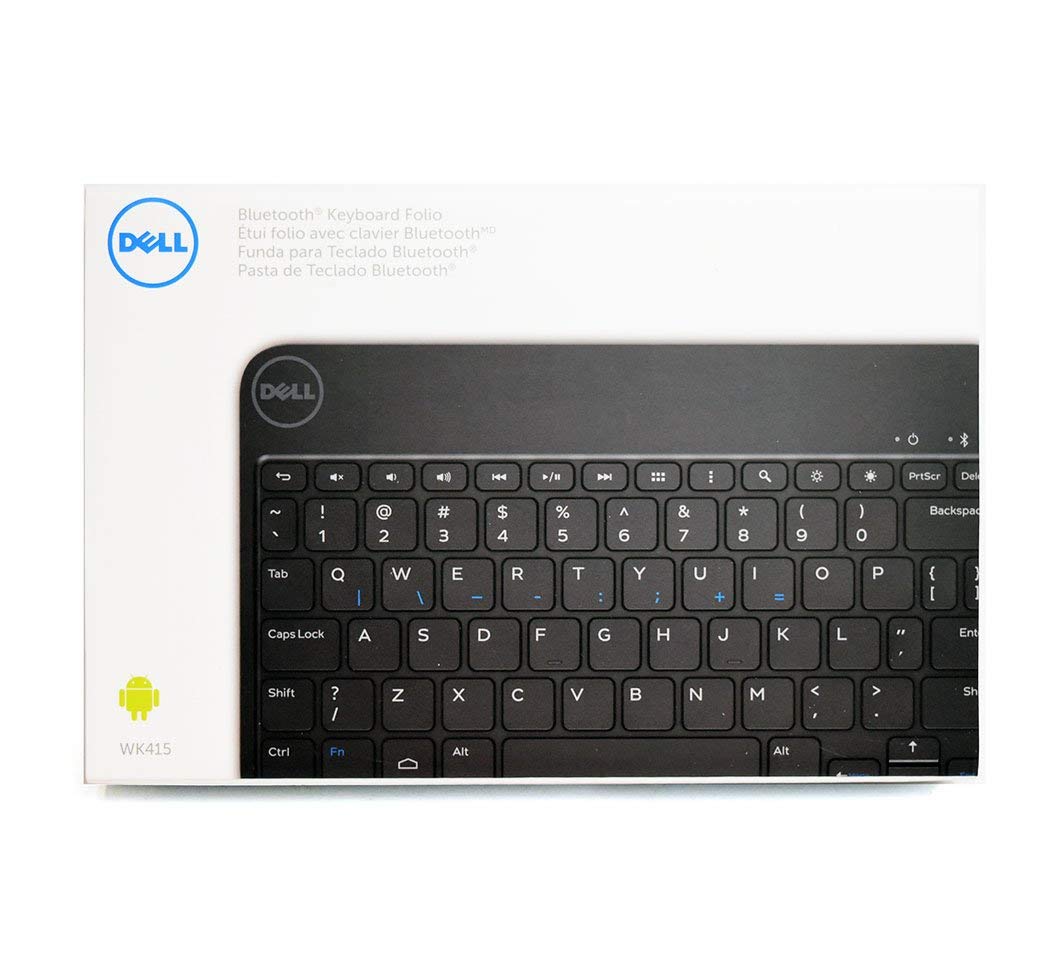 DELL
Bluetooth® Keyboard Folio
Étui folio avec clavier Bluetooth^MD
Funda para Teclado Bluetooth®
Pasta de Teclado Bluetooth®
DELL
PrtScr Dele
~ ! @ # $ % ^ & * ( )
` 1 2 3 4 5 6 7 8 9 0 Backspac
Tab Q W E R T Y U I O P { }
| \ – - : ; + = [ ]
Caps Lock A S D F G H J K L " Ent
'
Shift ? Z X C V B N M < > Sh
/ , .
Ctrl Fn Alt Alt
WK415